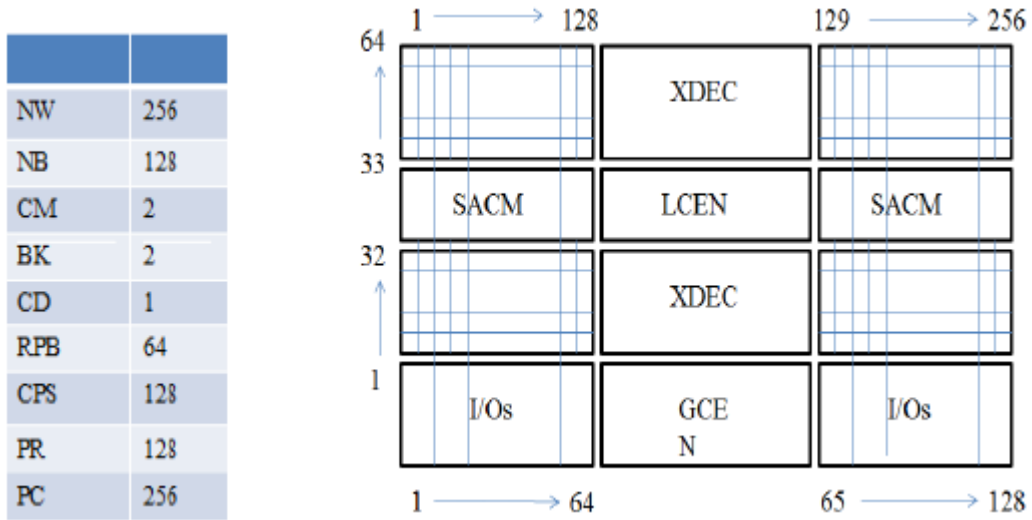 NW 256
NB 128
CM 2
BK 2
CD 1
RPB 64
CPS 128
PR 128
PC 256
1 128 129 256
64
XDEC
33
SACM LCEN SACM
32
XDEC
1
I/Os GCE I/Os
N
1 64 65 128